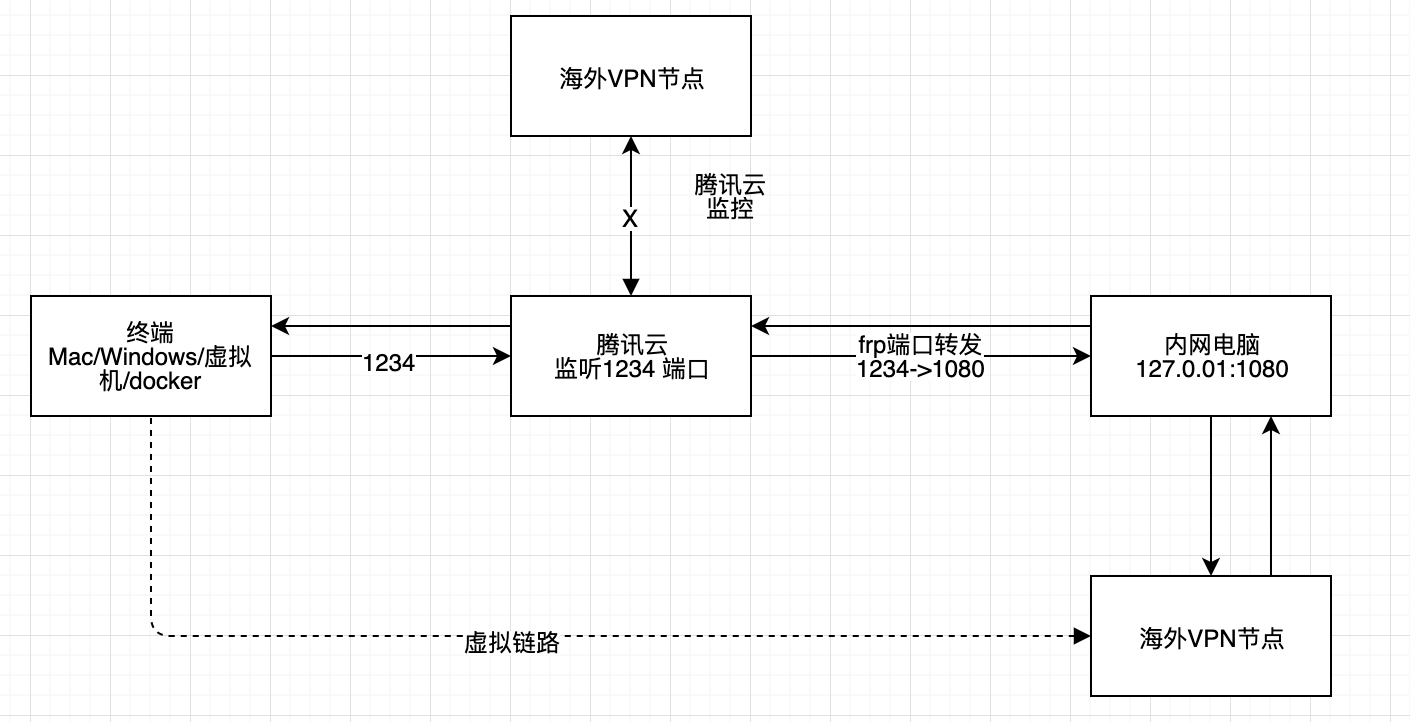 海外VPN节点
腾讯云
监控
X
终端
Mac/Windows/虚拟
机/docker
1234
腾讯云
监听1234 端口
frp端口转发
1234->1080
内网电脑
127.0.01:1080
虚拟链路
海外VPN节点